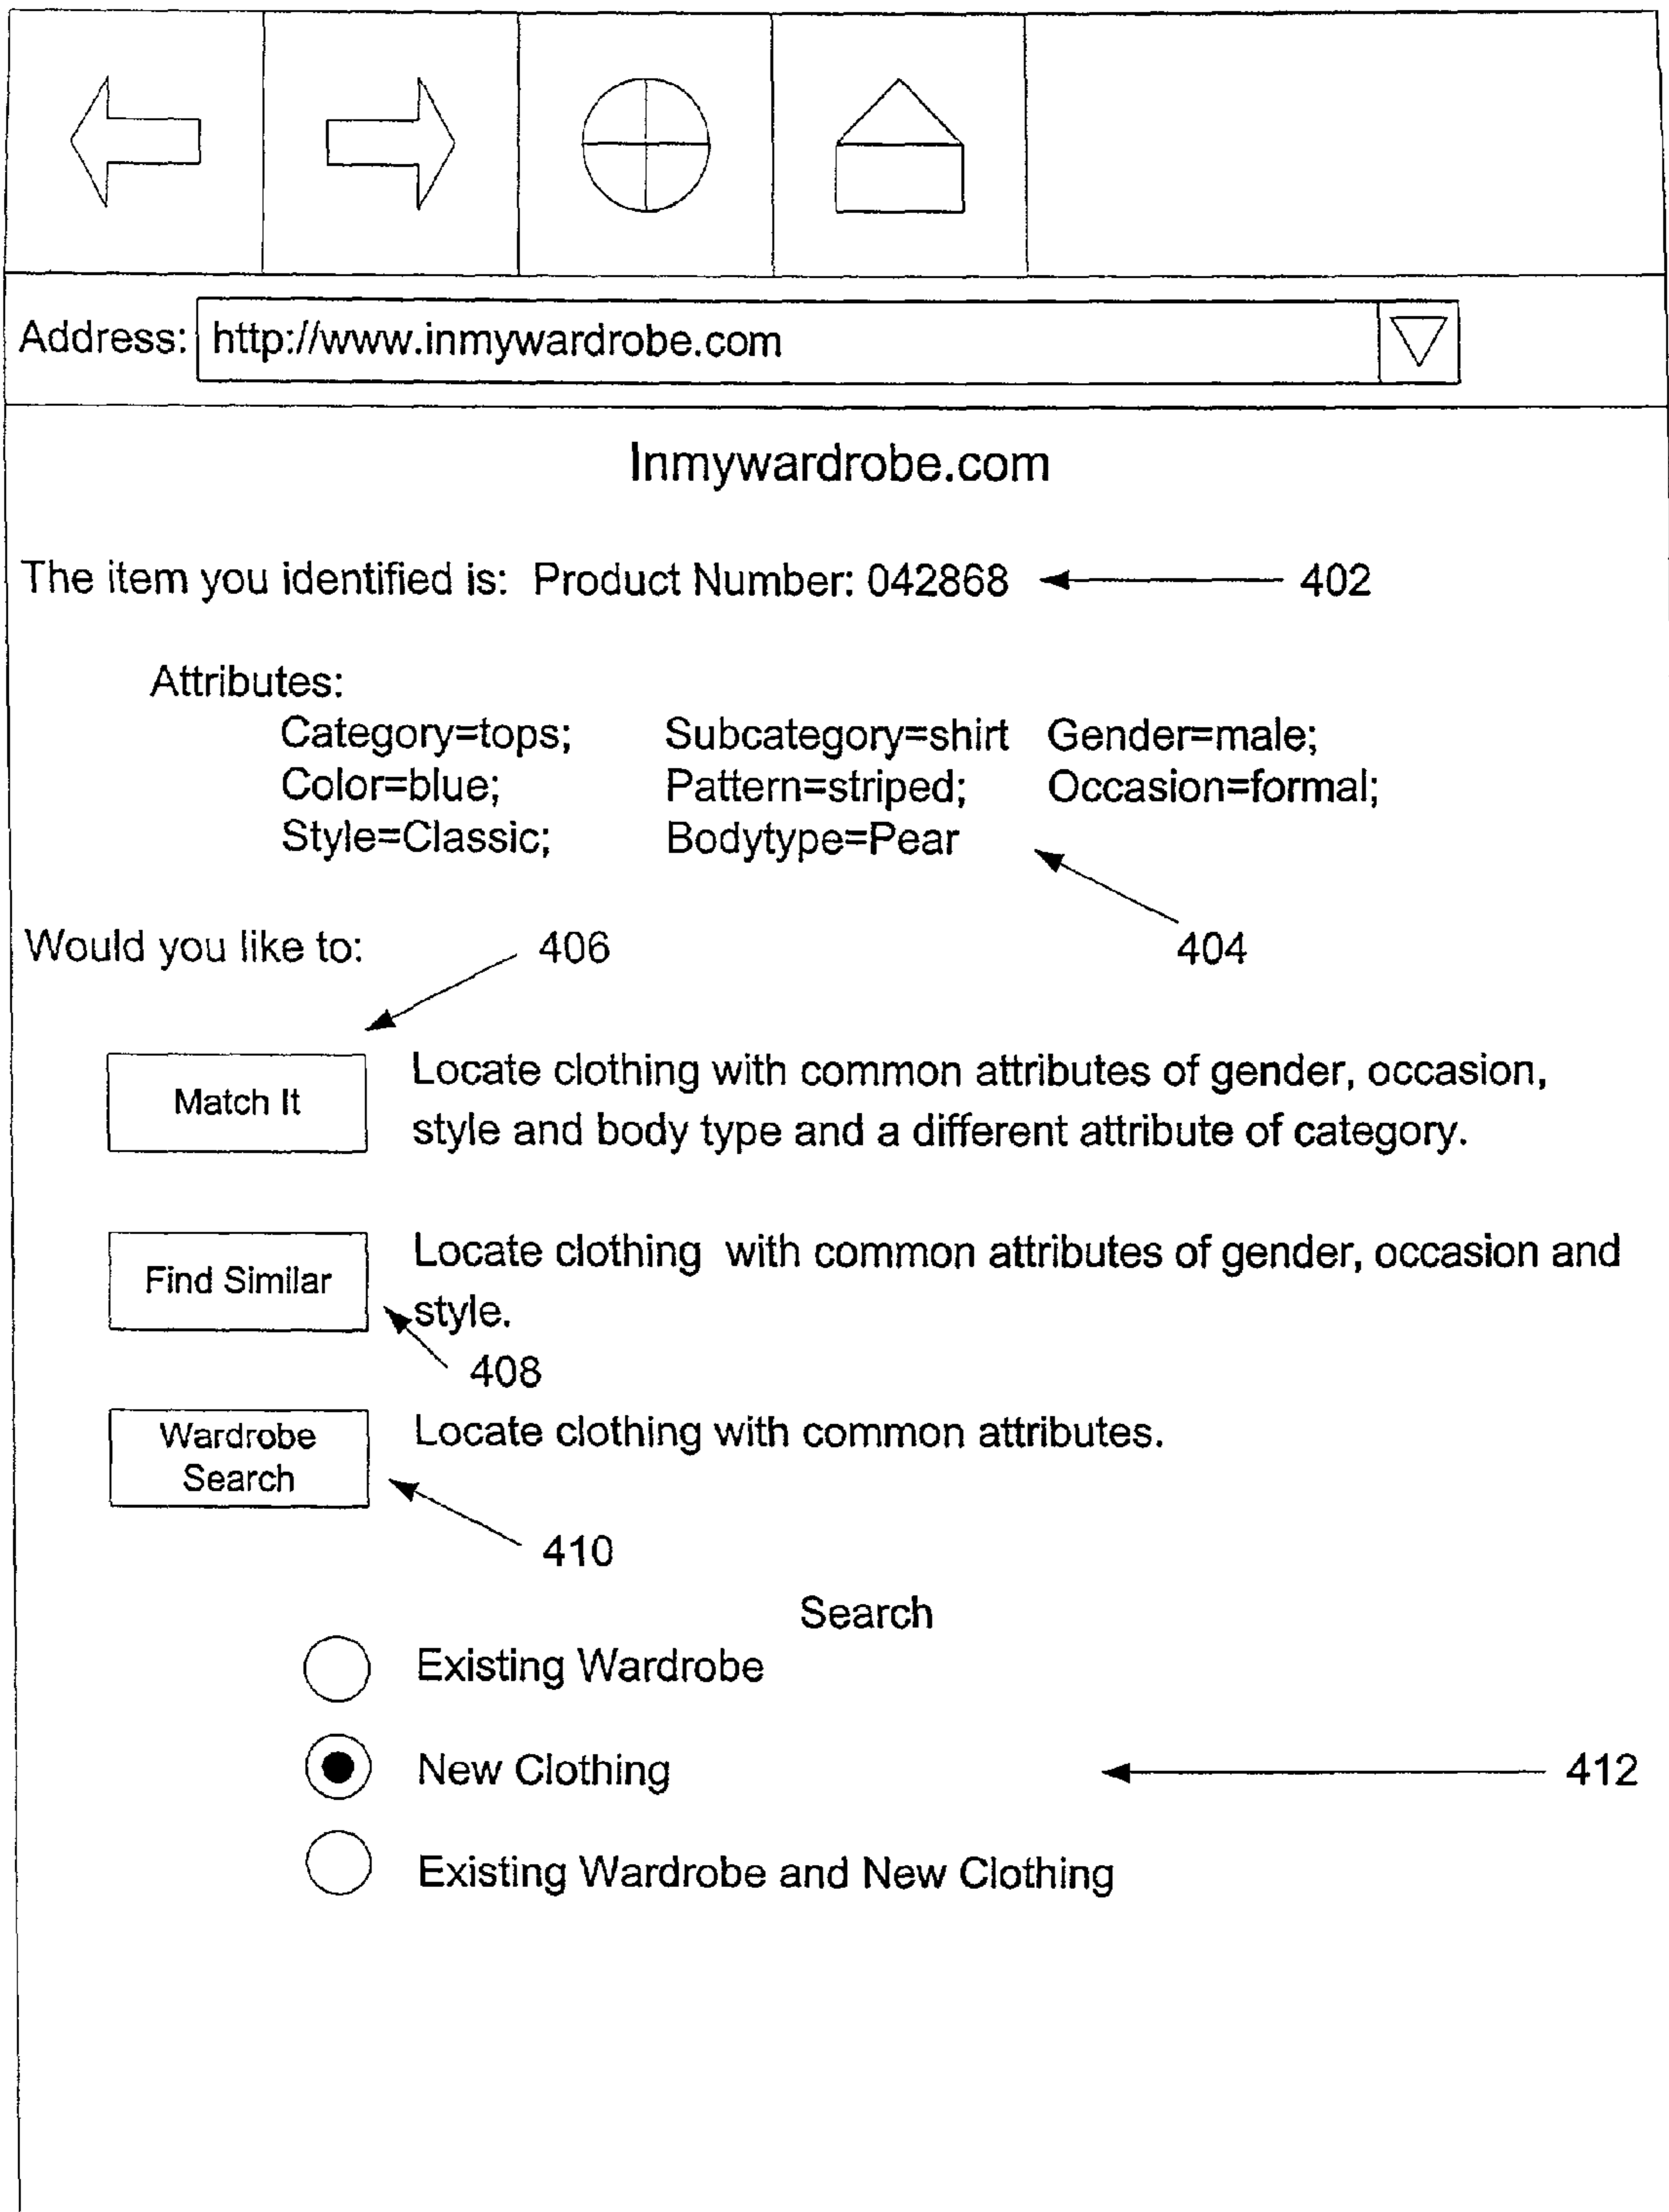 Address: http://www.inmywardrobe.com
Inmywardrobe.com
The item you identified is: Product Number: 042868 402
Attributes:
Category=tops; Subcategory=shirt Gender=male;
Color=blue; Pattern=striped; Occasion=formal;
Style=Classic; Bodytype=Pear
404
Would you like to: 406
Match It
Locate clothing with common attributes of gender, occasion,
style and body type and a different attribute of category.
Find Similar
Locate clothing with common attributes of gender, occasion and
style.
408
Wardrobe
Search
Locate clothing with common attributes.
410
Search
Existing Wardrobe
New Clothing 412
Existing Wardrobe and New Clothing